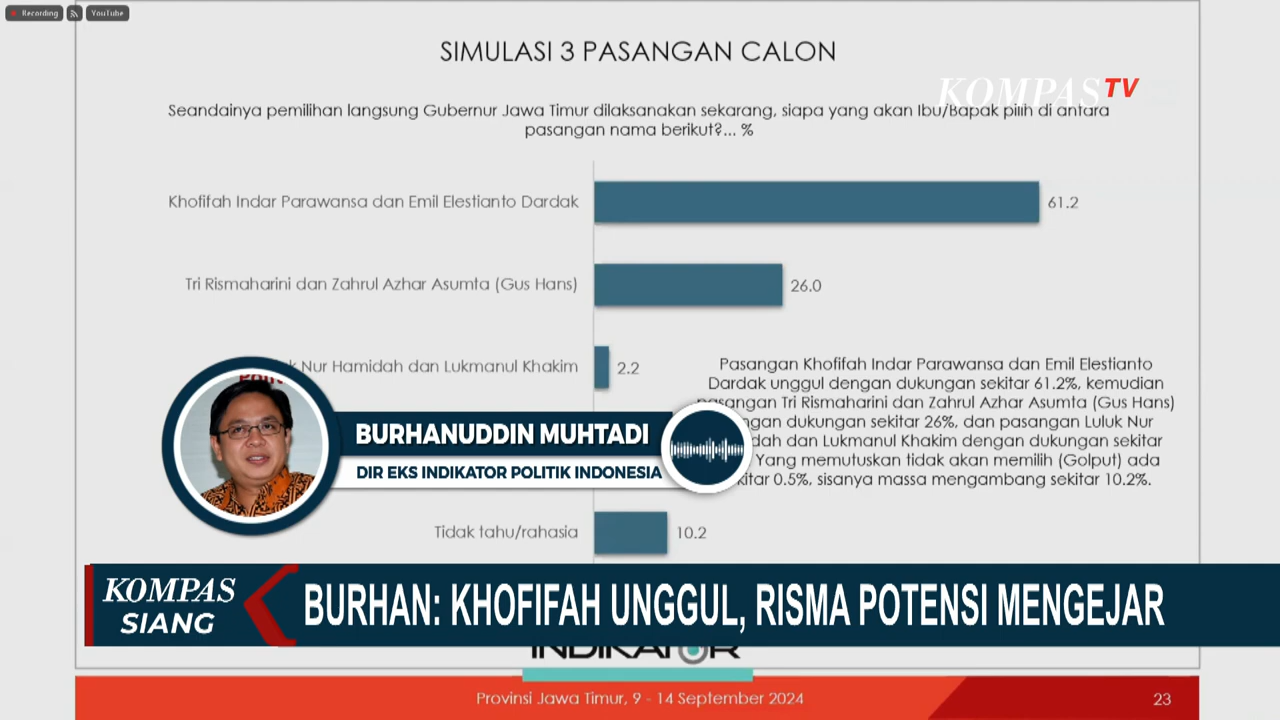 Recording
YouTube
SIMULASI 3 PASANGAN CALON
KOMPAS TV
Seandainya pemilihan langsung Gubernur Jawa Timur dilaksanakan sekarang, siapa yang akan Ibu/Bapak pilih di antara
pasangan nama berikut?... %
Khofifah Indar Parawansa dan Emil Elestianto Dardak
61.2
Tri Rismaharini dan Zahrul Azhar Asumta (Gus Hans)
26.0
Nur Hamidah dan Lukmanul Khakim
2.2
Pasangan Khofifah Indar Parawansa dan Emil Elestianto
Dardak unggul dengan dukungan sekitar 61.2%, kemudian
pasangan Tri Rismaharini dan Zahrul Azhar Asumta (Gus Hans)
dukungan sekitar 26%, dan pasangan Luluk Nur
dan Lukmanul Khakim dengan dukungan sekitar
Yang memutuskan tidak akan memilih (Golput) ada
0.5%, sisanya massa mengambang sekitar 10.2%.
BURHANUDDIN MUHTADI
DIR EKS INDIKATOR POLITIK INDONESIA
Tidak tahu/rahasia
10.2
KOMPAS
SIANG
BURHAN: KHOFIFAH UNGGUL, RISMA POTENSI MENGEJAR
INDIKATOR
Provinsi Jawa Timur, 9 - 14 September 2024
23